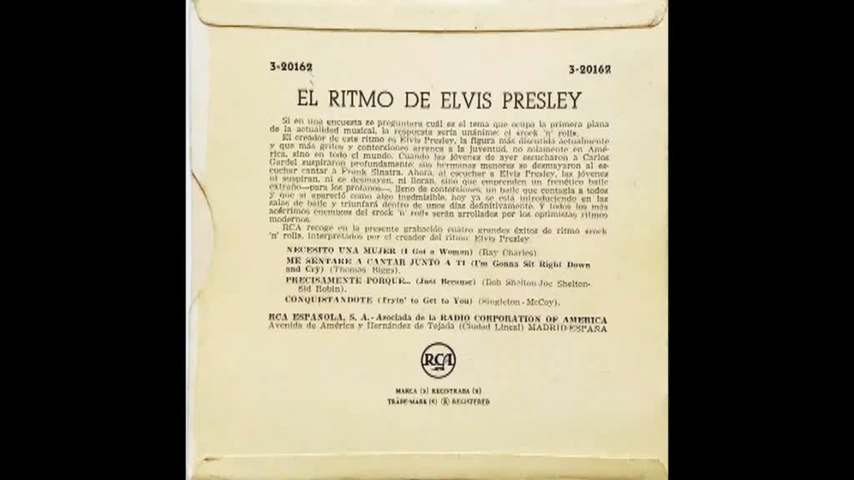 3-20162 3-20162
EL RITMO DE ELVIS PRESLEY
Si en una encuesta se preguntara cuál es el tema que ocupa la primera plana
de la actualidad musical, la respuesta sería unánime: el «rock 'n' roll».
El creador de este ritmo es Elvis Presley, la figura más discutida actualmente
y que más gritos y contorsiones arranca a la juventud, no solamente en Amé-
rica, sino en todo el mundo. Cuando las jóvenes de ayer escucharon a Carlos
Gardel suspiraron profundamente; sus hermanas menores se desmayaron al es-
cuchar cantar a Frank Sinatra. Ahora, al escuchar a Elvis Presley, las jóvenes
ni suspiran, ni se desmayan, ni lloran, sino que emprenden un frenético baile
extraño—para los profanos—, lleno de contorsiones, un baile que contagia a todos
y que si apareció como algo inadmisible, hoy ya se está introduciendo en las
salas de baile y triunfará dentro de unos días definitivamente. Y todos los más
acérrimos enemigos del «rock 'n' roll» serán arrollados por los optimistas ritmos
modernos.
RCA recoge en la presente grabación cuatro grandes éxitos de ritmo «rock
'n' roll», interpretados por el creador del ritmo: Elvis Presley
NECESITO UNA MUJER (I Got a Woman) (Ray Charles).
ME SENTARE A CANTAR JUNTO A TI (I'm Gonna Sit Right Down
and Cry) (Thomas Biggs).
PRECISAMENTE PORQUE... (Just Because) (Bob Shelton-Joe Shelton-
Sid Robin).
CONQUISTANDOTE (Tryin' to Get to You) (Singleton-McCoy).
RCA ESPAÑOLA, S. A. - Asociada de la RADIO CORPORATION OF AMERICA
Avenida de América y Hernández de Tejada (Ciudad Lineal) MADRID-ESPAÑA
RCA
MARCA (S) REGISTRADA (S)
TRADE-MARK (S) ® REGISTERED